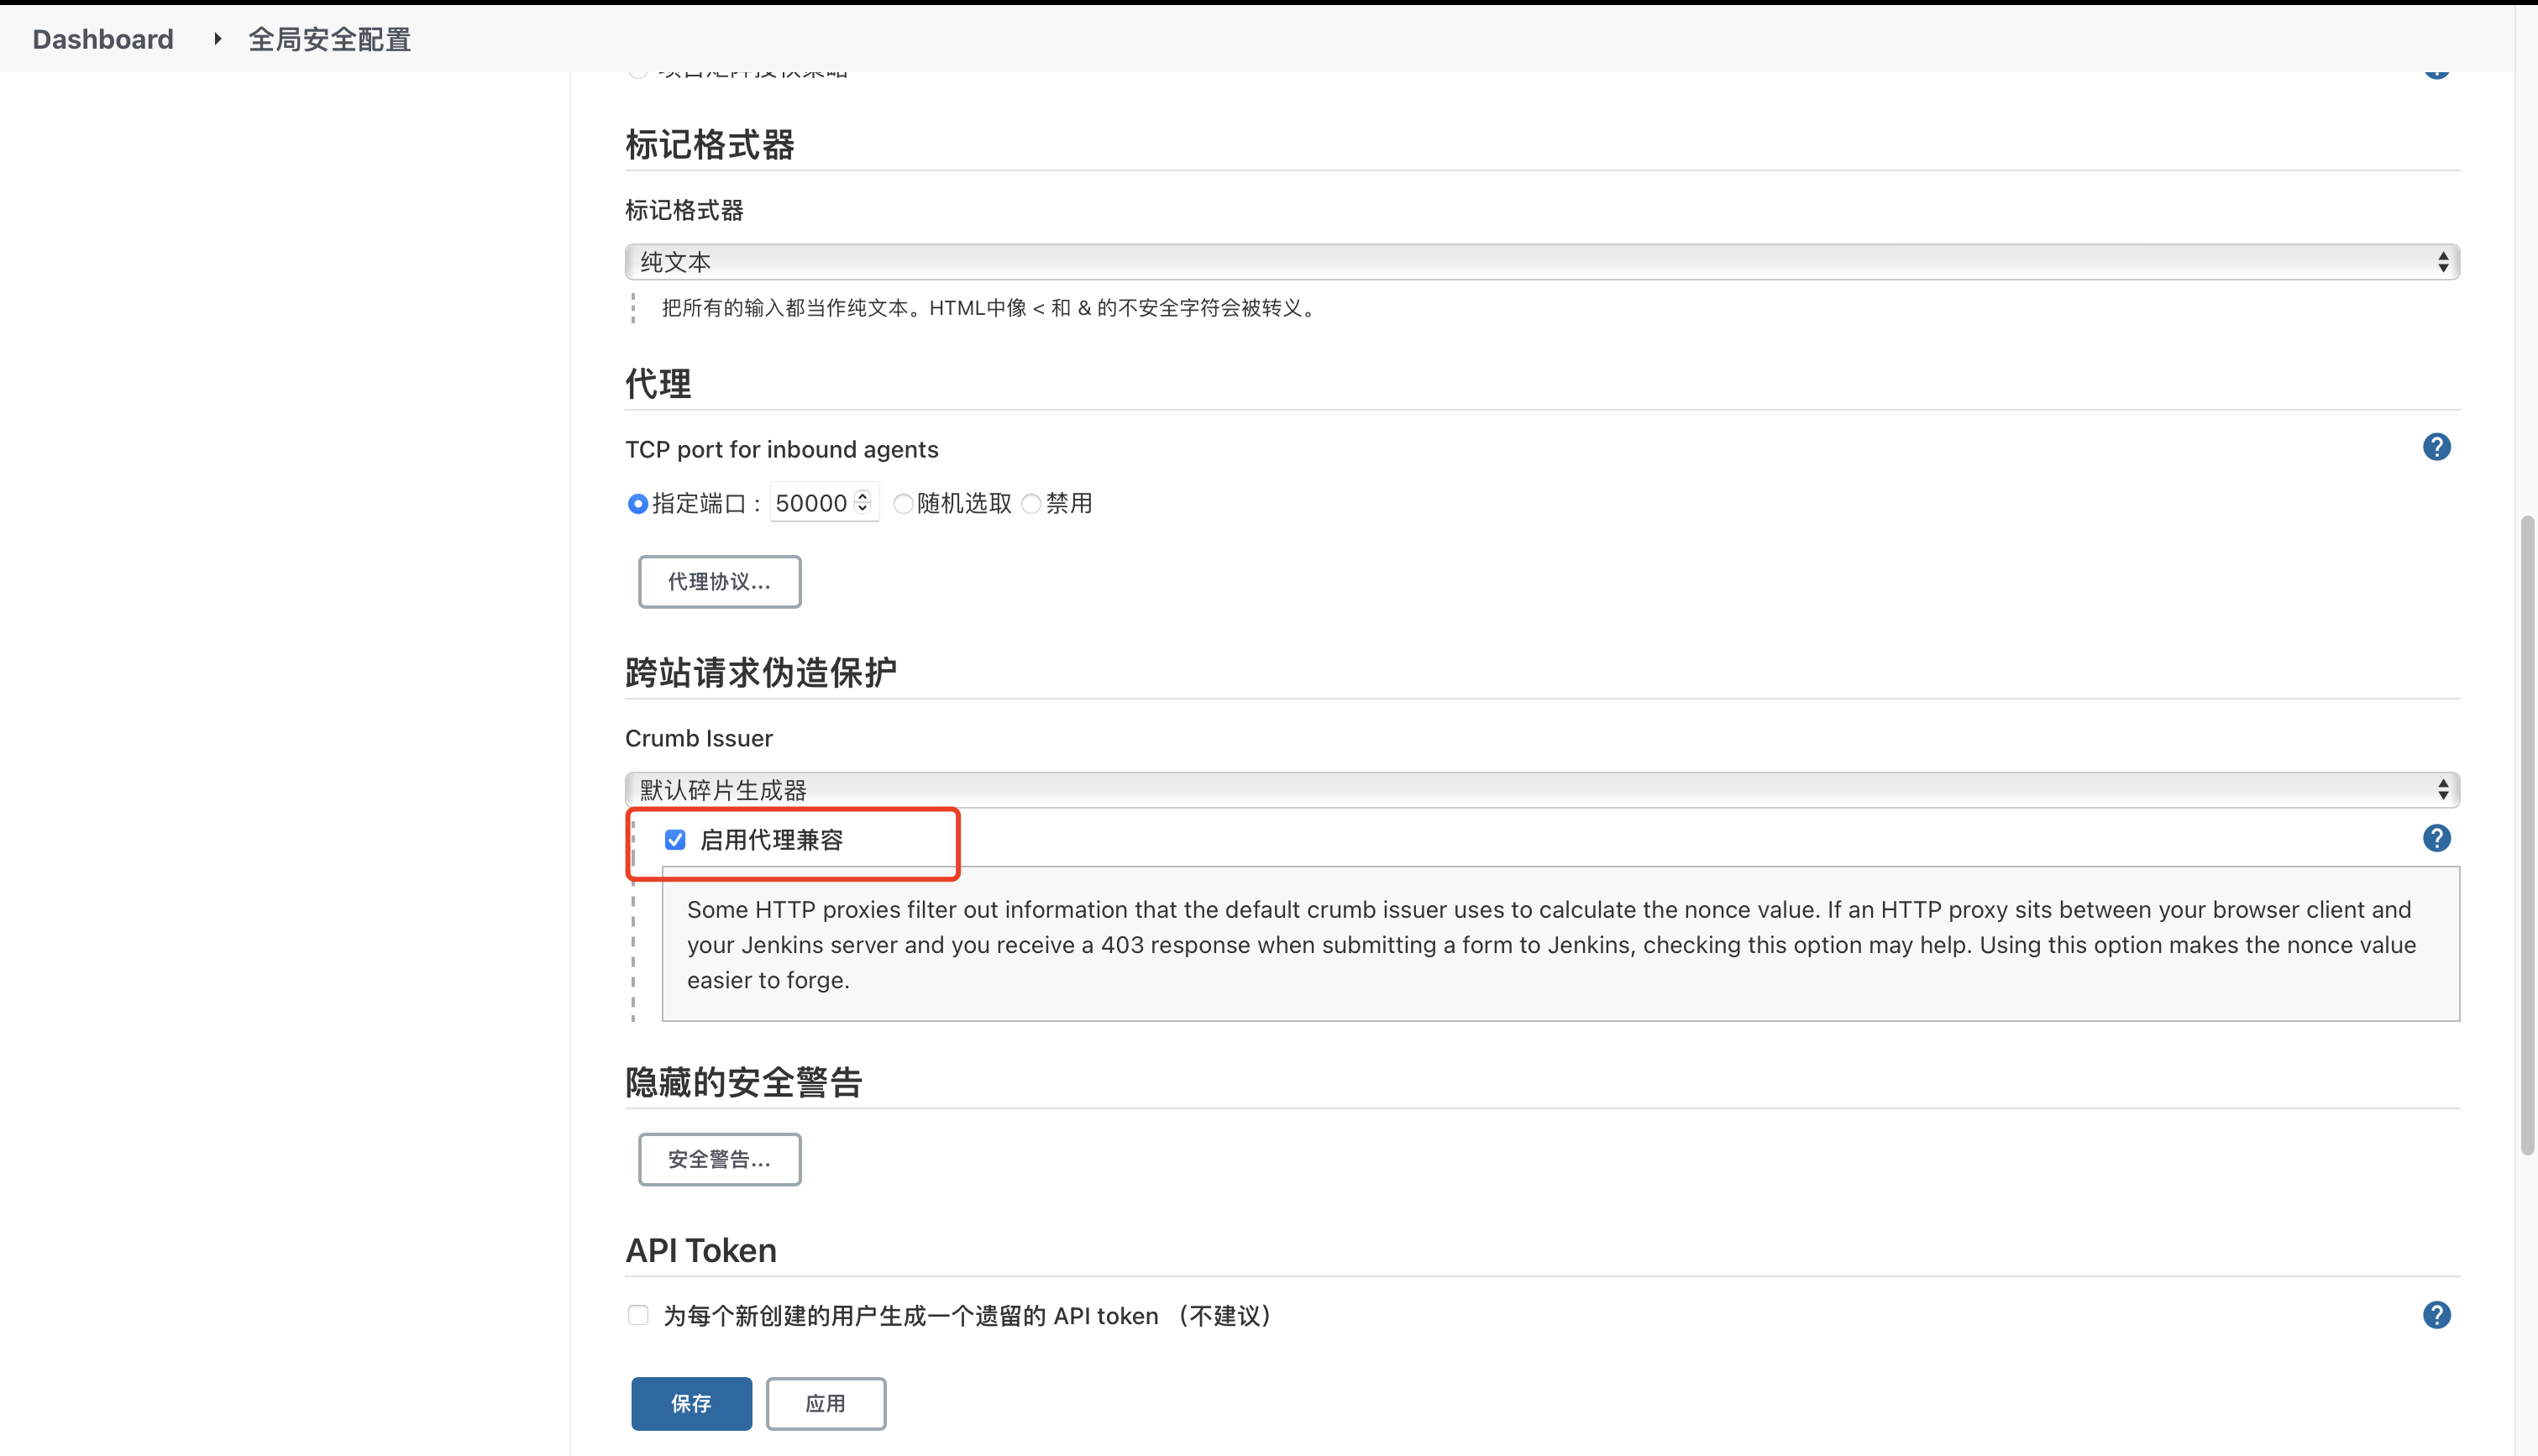 Dashboard 全局安全配置
项目矩阵授权策略
标记格式器
标记格式器
纯文本
把所有的输入都当作纯文本。HTML中像 < 和 & 的不安全字符会被转义。
代理
TCP port for inbound agents
指定端口 : 50000 随机选取 禁用
代理协议...
跨站请求伪造保护
Crumb Issuer
默认碎片生成器
启用代理兼容
Some HTTP proxies filter out information that the default crumb issuer uses to calculate the nonce value. If an HTTP proxy sits between your browser client and
your Jenkins server and you receive a 403 response when submitting a form to Jenkins, checking this option may help. Using this option makes the nonce value
easier to forge.
隐藏的安全警告
安全警告...
API Token
为每个新创建的用户生成一个遗留的 API token （不建议）
保存 应用